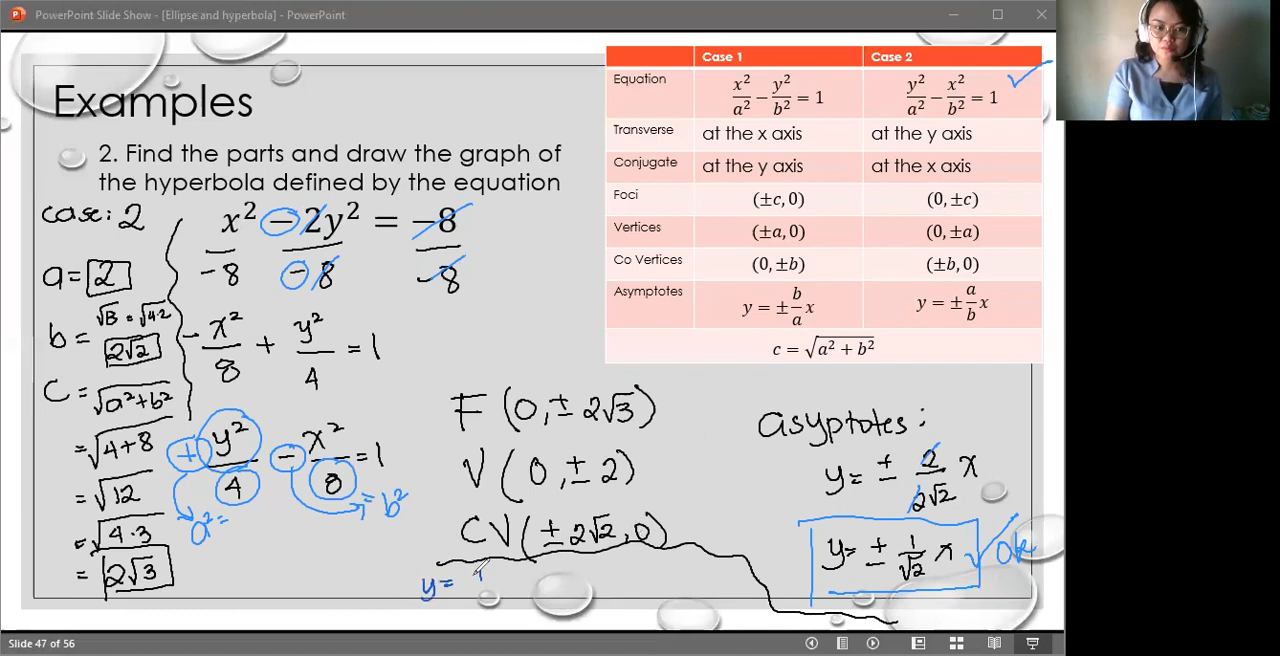 PowerPoint Slide Show - [Ellipse and hyperbola] - PowerPoint
Examples
2. Find the parts and draw the graph of
the hyperbola defined by the equation
x² − 2y² = −8
−8 −8 −8
− x²/8 + y²/4 = 1
+ y²/4 − x²/8 = 1
a² =
= b²
case: 2
a = 2
√8 = √4·2
b = 2√2
c = √a²+b²
= √4+8
= √12
= √4·3
= 2√3
Case 1 Case 2
Equation x²/a² − y²/b² = 1 y²/a² − x²/b² = 1
Transverse at the x axis at the y axis
Conjugate at the y axis at the x axis
Foci (±c, 0) (0, ±c)
Vertices (±a, 0) (0, ±a)
Co Vertices (0, ±b) (±b, 0)
Asymptotes y = ± b/a x y = ± a/b x
c = √a² + b²
F (0, ± 2√3)
V (0, ± 2)
CV (± 2√2, 0)
y =
asyptotes:
y = ± 2/2√2 x
y = ± 1/√2 x ok
Slide 47 of 56